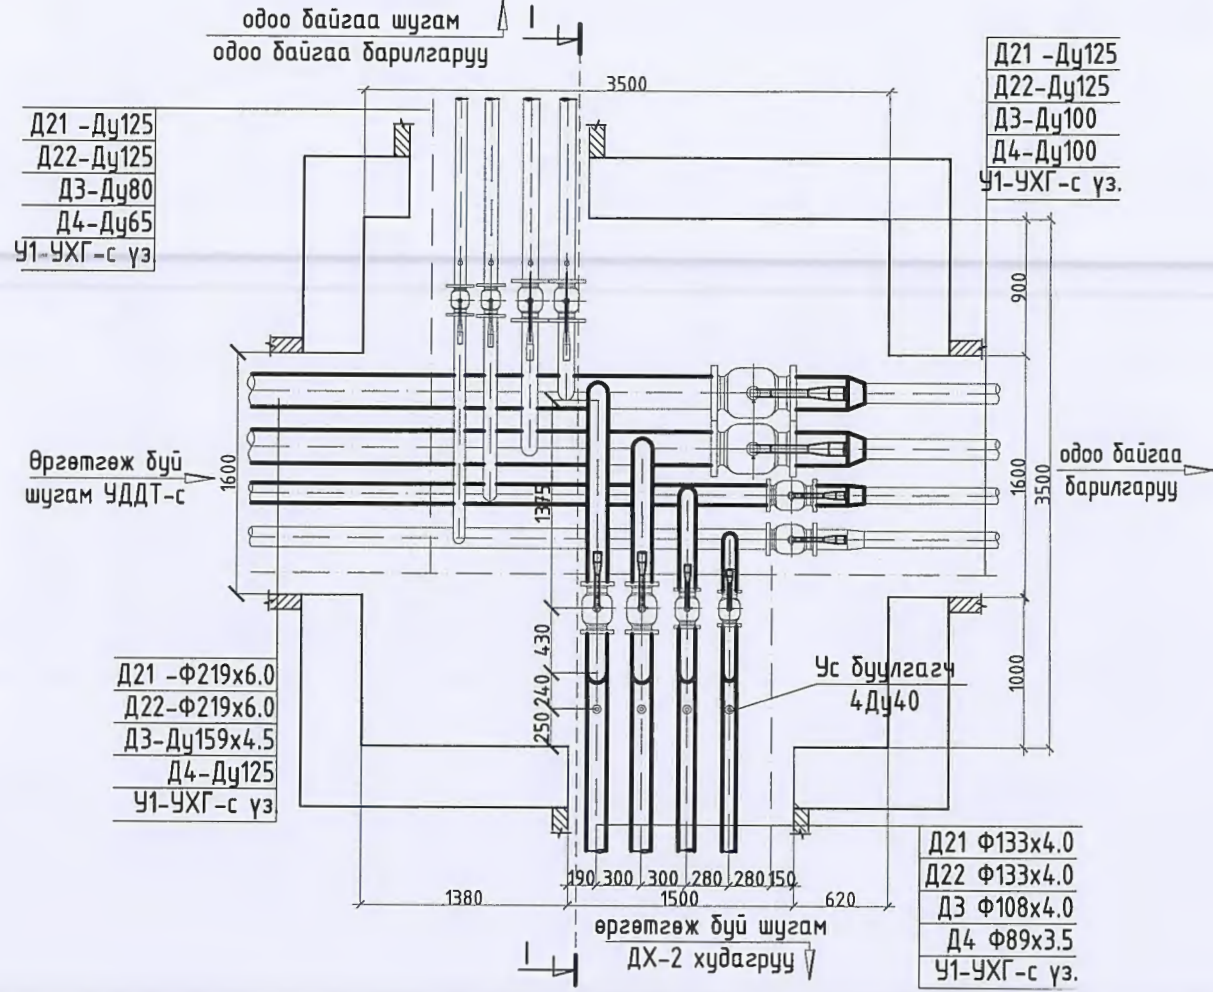 одоо байгаа шугам
одоо байгаа барилгаруу
I
3500
Д21 -Ду125
Д22-Ду125
Д3-Ду80
Д4-Ду65
У1-УХГ-с үз.
Д21 -Ду125
Д22-Ду125
Д3-Ду100
Д4-Ду100
У1-УХГ-с үз.
900
1600
3500
1000
Өргөтгөж буй
шугам УДДТ-с
1600
одоо байгаа
барилгаруу
1375
430
240
250
Д21 -Ф219х6.0
Д22-Ф219х6.0
Д3-Ду159х4.5
Д4-Ду125
У1-УХГ-с үз.
Ус буулгагч
4Ду40
190 300 300 280 280 150
1380 1500 620
Д21 Ф133х4.0
Д22 Ф133х4.0
Д3 Ф108х4.0
Д4 Ф89х3.5
У1-УХГ-с үз.
өргөтгөж буй шугам
ДХ-2 худагруу
I